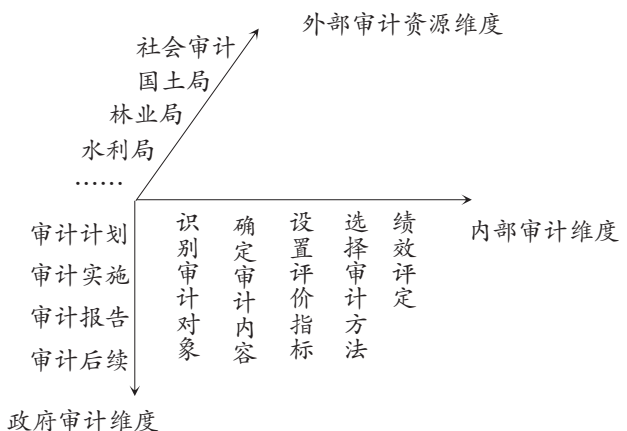 外部审计资源维度
社会审计
国土局
林业局
水利局
……
内部审计维度
识别审计对象
确定审计内容
设置评价指标
选择审计方法
绩效评定
审计计划
审计实施
审计报告
审计后续
政府审计维度